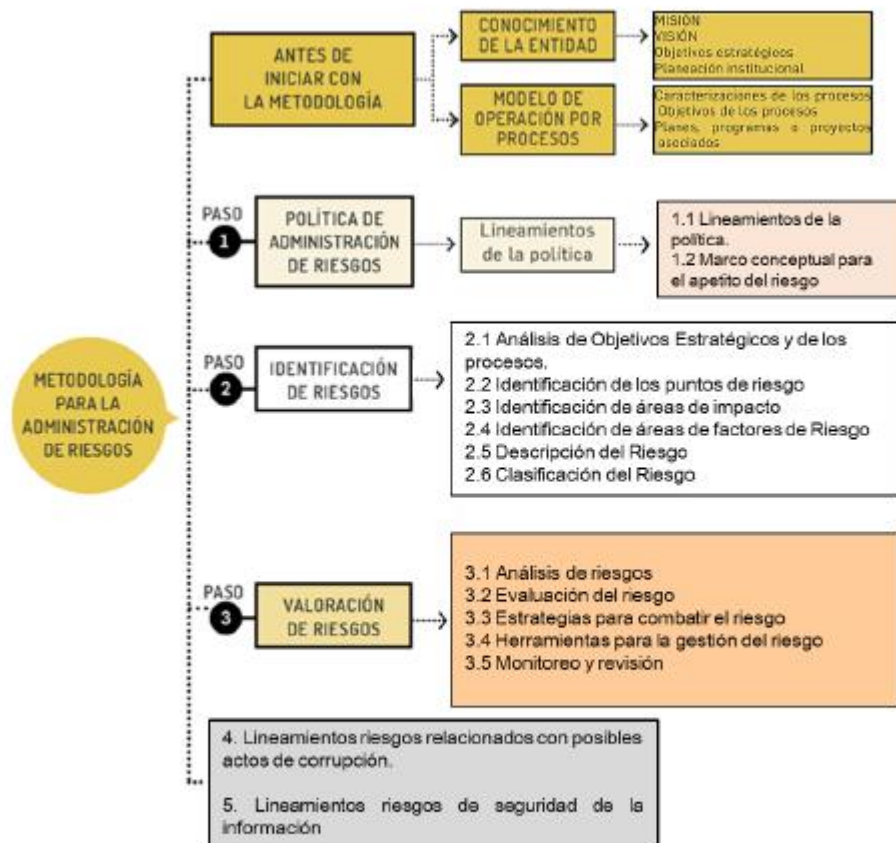 ANTES DE
INICIAR CON
LA METODOLOGÍA
CONOCIMIENTO
DE LA ENTIDAD
MISIÓN
VISIÓN
Objetivos estratégicos
Planeación institucional
MODELO DE
OPERACIÓN POR
PROCESOS
Caracterizaciones de los procesos
Objetivos de los procesos
Planes, programas o proyectos
asociados
PASO
1
POLÍTICA DE
ADMINISTRACIÓN
DE RIESGOS
Lineamientos
de la política
1.1 Lineamientos de la
política.
1.2 Marco conceptual para
el apetito del riesgo
METODOLOGÍA
PARA LA
ADMINISTRACIÓN
DE RIESGOS
PASO
2
IDENTIFICACIÓN
DE RIESGOS
2.1 Análisis de Objetivos Estratégicos y de los
procesos.
2.2 Identificación de los puntos de riesgo
2.3 Identificación de áreas de impacto
2.4 Identificación de áreas de factores de Riesgo
2.5 Descripción del Riesgo
2.6 Clasificación del Riesgo
PASO
3
VALORACIÓN
DE RIESGOS
3.1 Análisis de riesgos
3.2 Evaluación del riesgo
3.3 Estrategias para combatir el riesgo
3.4 Herramientas para la gestión del riesgo
3.5 Monitoreo y revisión
4. Lineamientos riesgos relacionados con posibles
actos de corrupción.
5. Lineamientos riesgos de seguridad de la
información